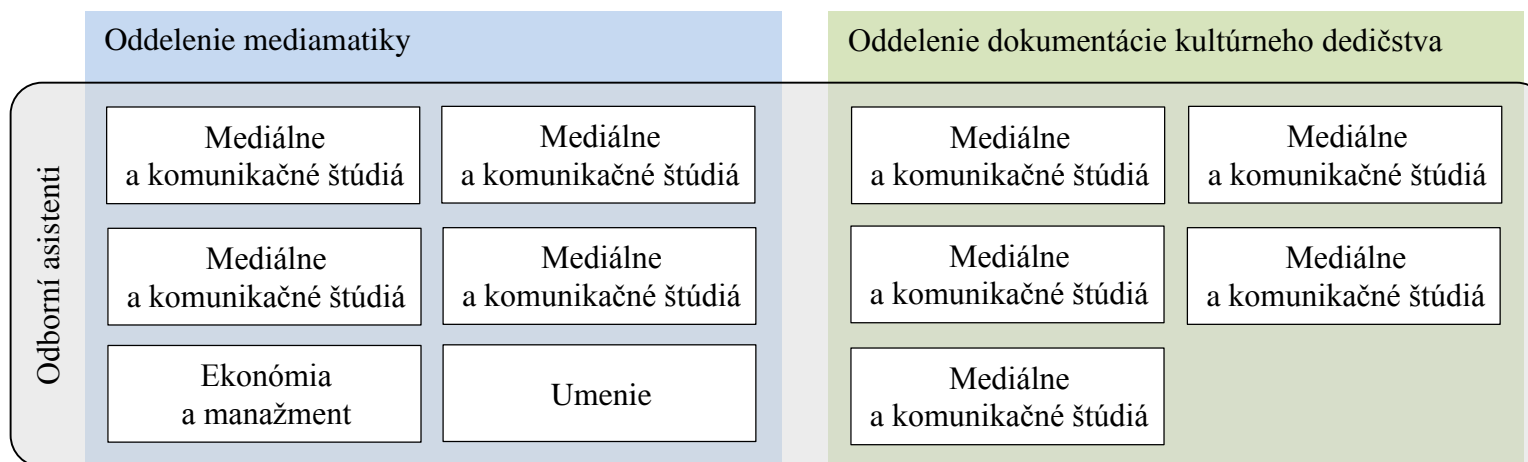 Oddelenie mediamatiky
Oddelenie dokumentácie kultúrneho dedičstva
Odborní asistenti
Mediálne
a komunikačné štúdiá
Mediálne
a komunikačné štúdiá
Mediálne
a komunikačné štúdiá
Mediálne
a komunikačné štúdiá
Ekonómia
a manažment
Umenie
Mediálne
a komunikačné štúdiá
Mediálne
a komunikačné štúdiá
Mediálne
a komunikačné štúdiá
Mediálne
a komunikačné štúdiá
Mediálne
a komunikačné štúdiá